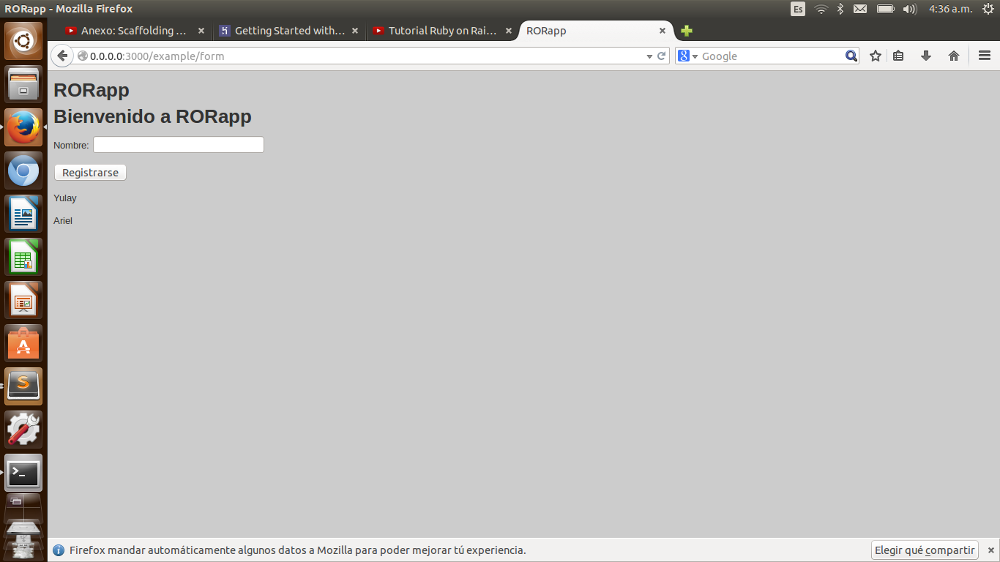 RORapp - Mozilla Firefox
Es
4:36 a.m.
Anexo: Scaffolding ...
Getting Started with...
Tutorial Ruby on Rai...
RORapp
0.0.0.0:3000/example/form
Google
RORapp
Bienvenido a RORapp
Nombre:
Registrarse
Yulay
Ariel
Firefox mandar automáticamente algunos datos a Mozilla para poder mejorar tú experiencia.
Elegir qué compartir